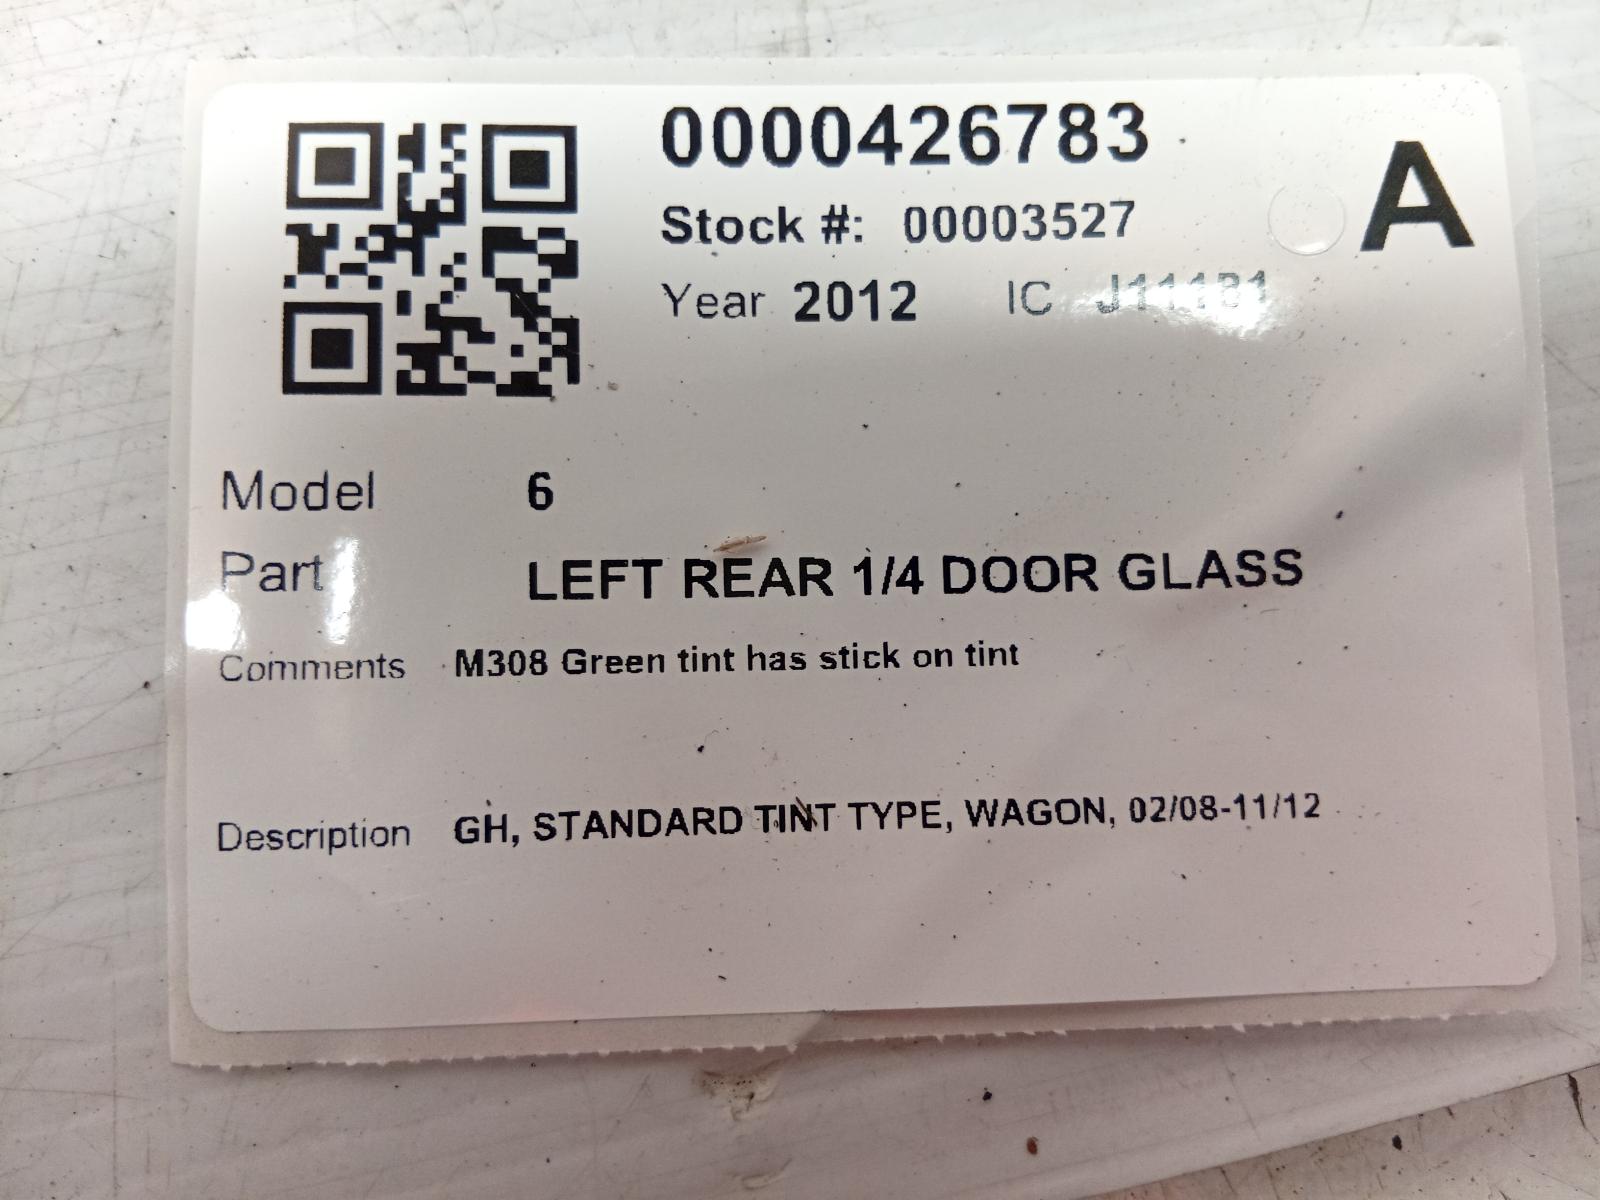 0000426783
A
Stock #: 00003527
Year 2012 IC
Model 6
Part LEFT REAR 1/4 DOOR GLASS
Comments M308 Green tint has stick on tint
Description GH, STANDARD TINT TYPE, WAGON, 02/08-11/12